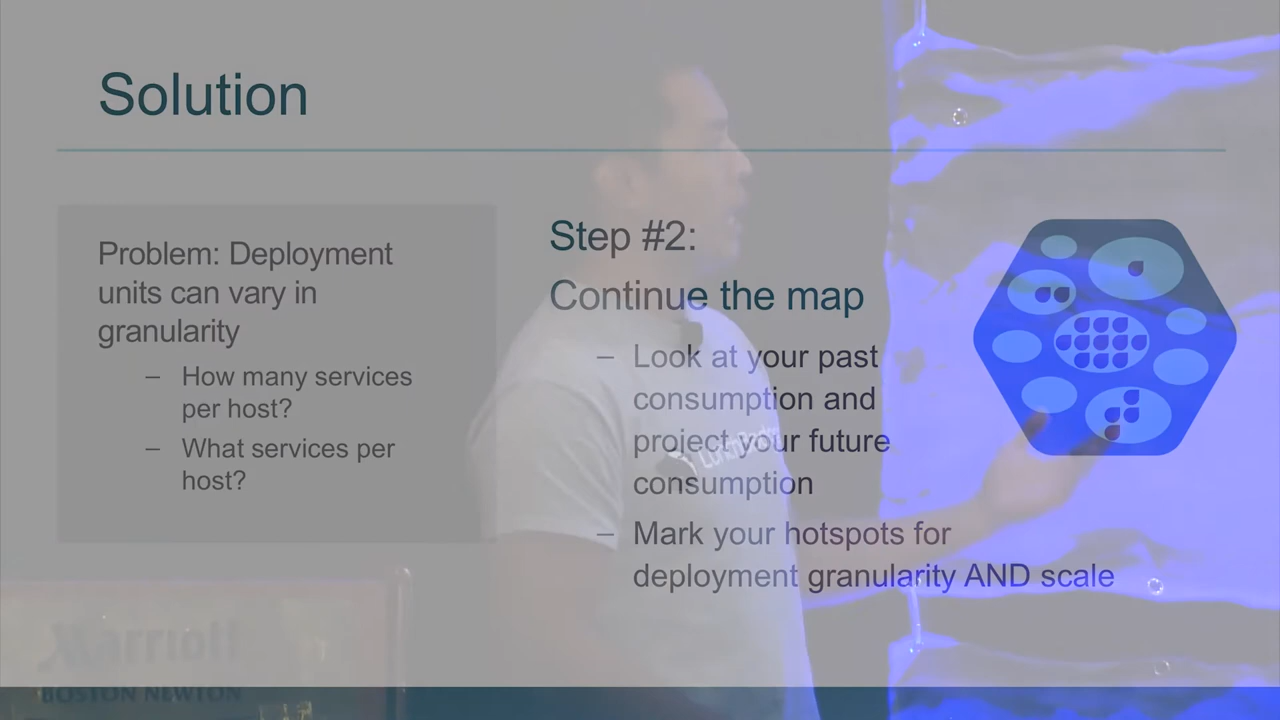 Solution
Problem: Deployment
units can vary in
granularity
– How many services
per host?
– What services per
host?
Step #2:
Continue the map
– Look at your past
consumption and
project your future
consumption
– Mark your hotspots for
deployment granularity AND scale
Marriott
BOSTON NEWTON